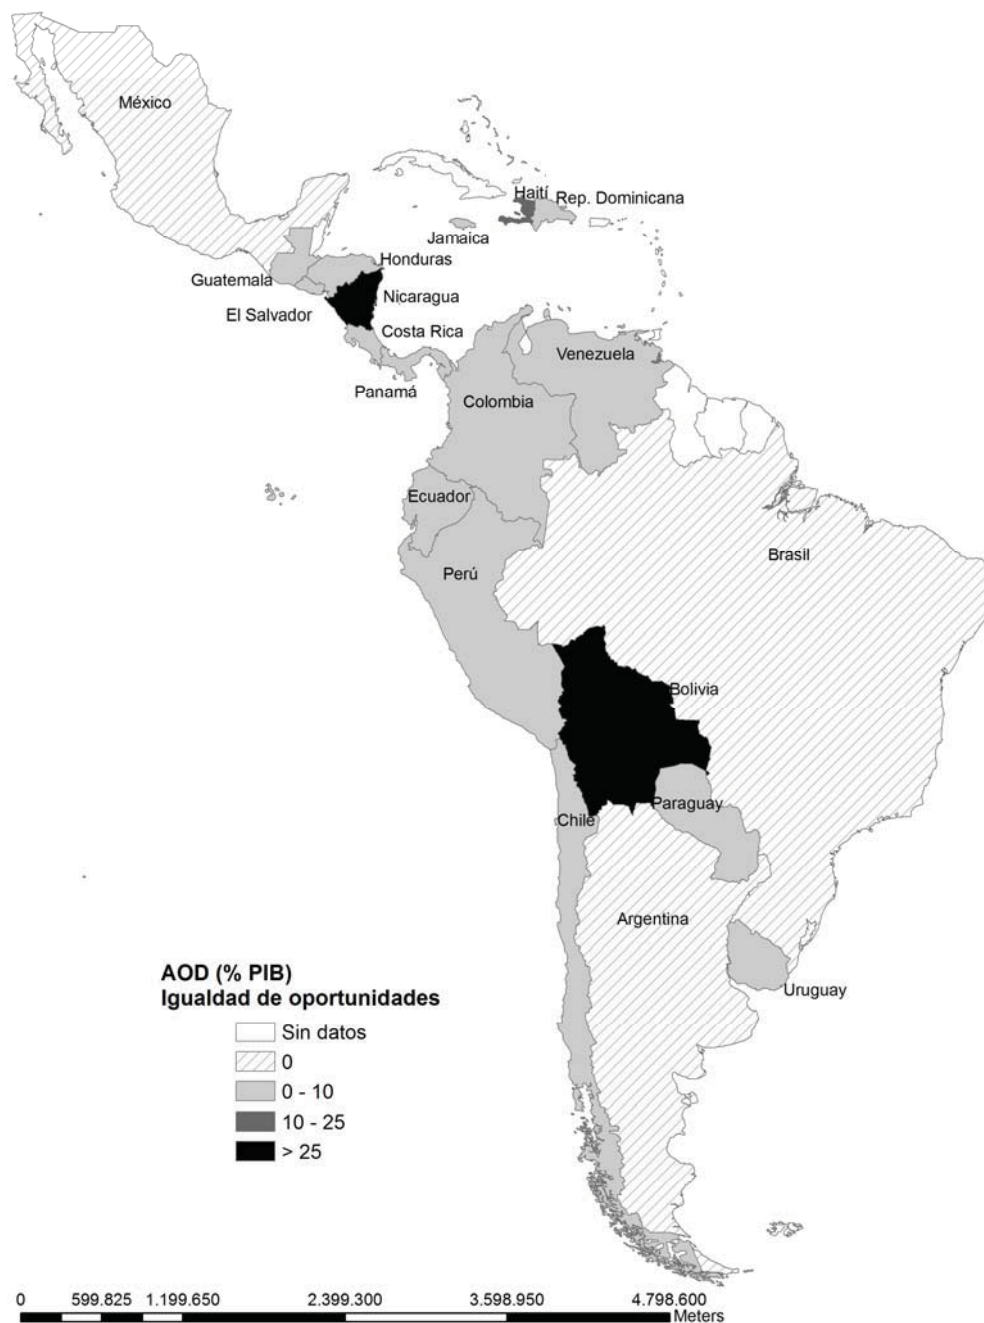 México
Haití
Rep. Dominicana
Jamaica
Honduras
Guatemala
Nicaragua
El Salvador
Costa Rica
Venezuela
Panamá
Colombia
Ecuador
Brasil
Perú
Bolivia
Paraguay
Chile
Argentina
Uruguay
AOD (% PIB)
Igualdad de oportunidades
Sin datos
0
0 - 10
10 - 25
> 25
0 599.825 1.199.650 2.399.300 3.598.950 4.798.600
Meters